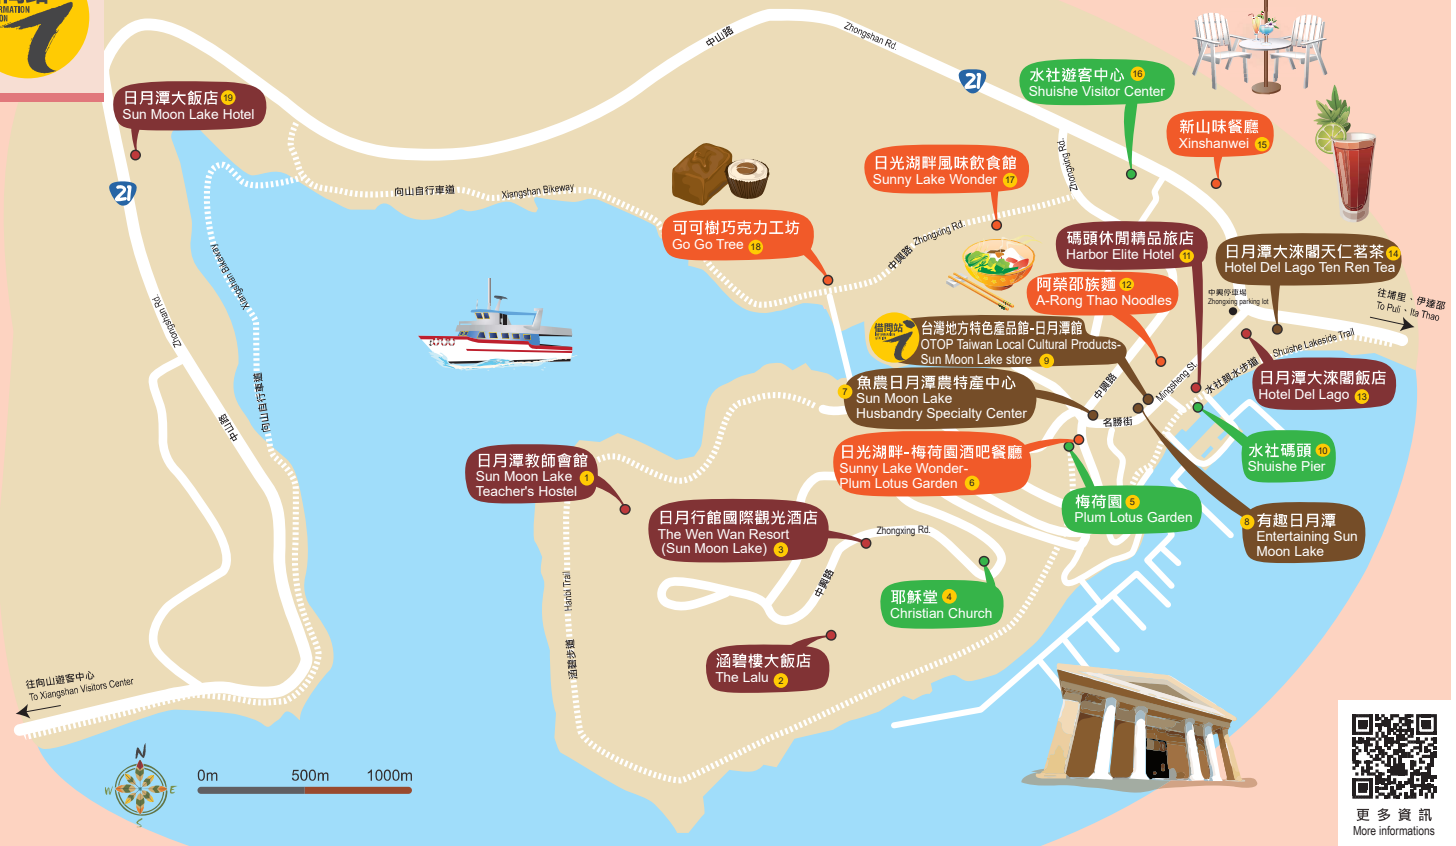 借問站
INFORMATION
日月潭大飯店 19
Sun Moon Lake Hotel
21
中山路
Zhongshan Rd.
21
水社遊客中心 16
Shuishe Visitor Center
新山味餐廳
Xinshanwei 15
日光湖畔風味飲食館
Sunny Lake Wonder 17
Zhongxing Rd.
向山自行車道
Xiangshan Bikeway
可可樹巧克力工坊
Go Go Tree 18
中興路
Zhongxing Rd.
碼頭休閒精品旅店
Harbor Elite Hotel 11
日月潭大淶閣天仁茗茶 14
Hotel Del Lago Ten Ren Tea
阿榮邵族麵 12
A-Rong Thao Noodles
中興停車場
Zhongxing parking lot
往埔里、伊達邵
To Puli、Ita Thao
Xiangshan Bikeway
Zhongshan Rd.
借問站
台灣地方特色產品館-日月潭館
OTOP Taiwan Local Cultural Products-
Sun Moon Lake store 9
Shuishe Lakeside Trail
水社親水步道
Mingsheng St.
中興路
名勝街
日月潭大淶閣飯店
Hotel Del Lago 13
7 魚農日月潭農特產中心
Sun Moon Lake
Husbandry Specialty Center
向山自行車道
中山路
日光湖畔-梅荷園酒吧餐廳
Sunny Lake Wonder-
Plum Lotus Garden 6
水社碼頭 10
Shuishe Pier
日月潭教師會館
Sun Moon Lake 1
Teacher's Hostel
梅荷園 5
Plum Lotus Garden
日月行館國際觀光酒店
The Wen Wan Resort
(Sun Moon Lake) 3
8 有趣日月潭
Entertaining Sun
Moon Lake
Zhongxing Rd.
中興路
Hanbi Trail
涵碧步道
耶穌堂 4
Christian Church
涵碧樓大飯店
The Lalu 2
往向山遊客中心
To Xiangshan Visitors Center
N
W
E
S
0m 500m 1000m
更多資訊
More informations